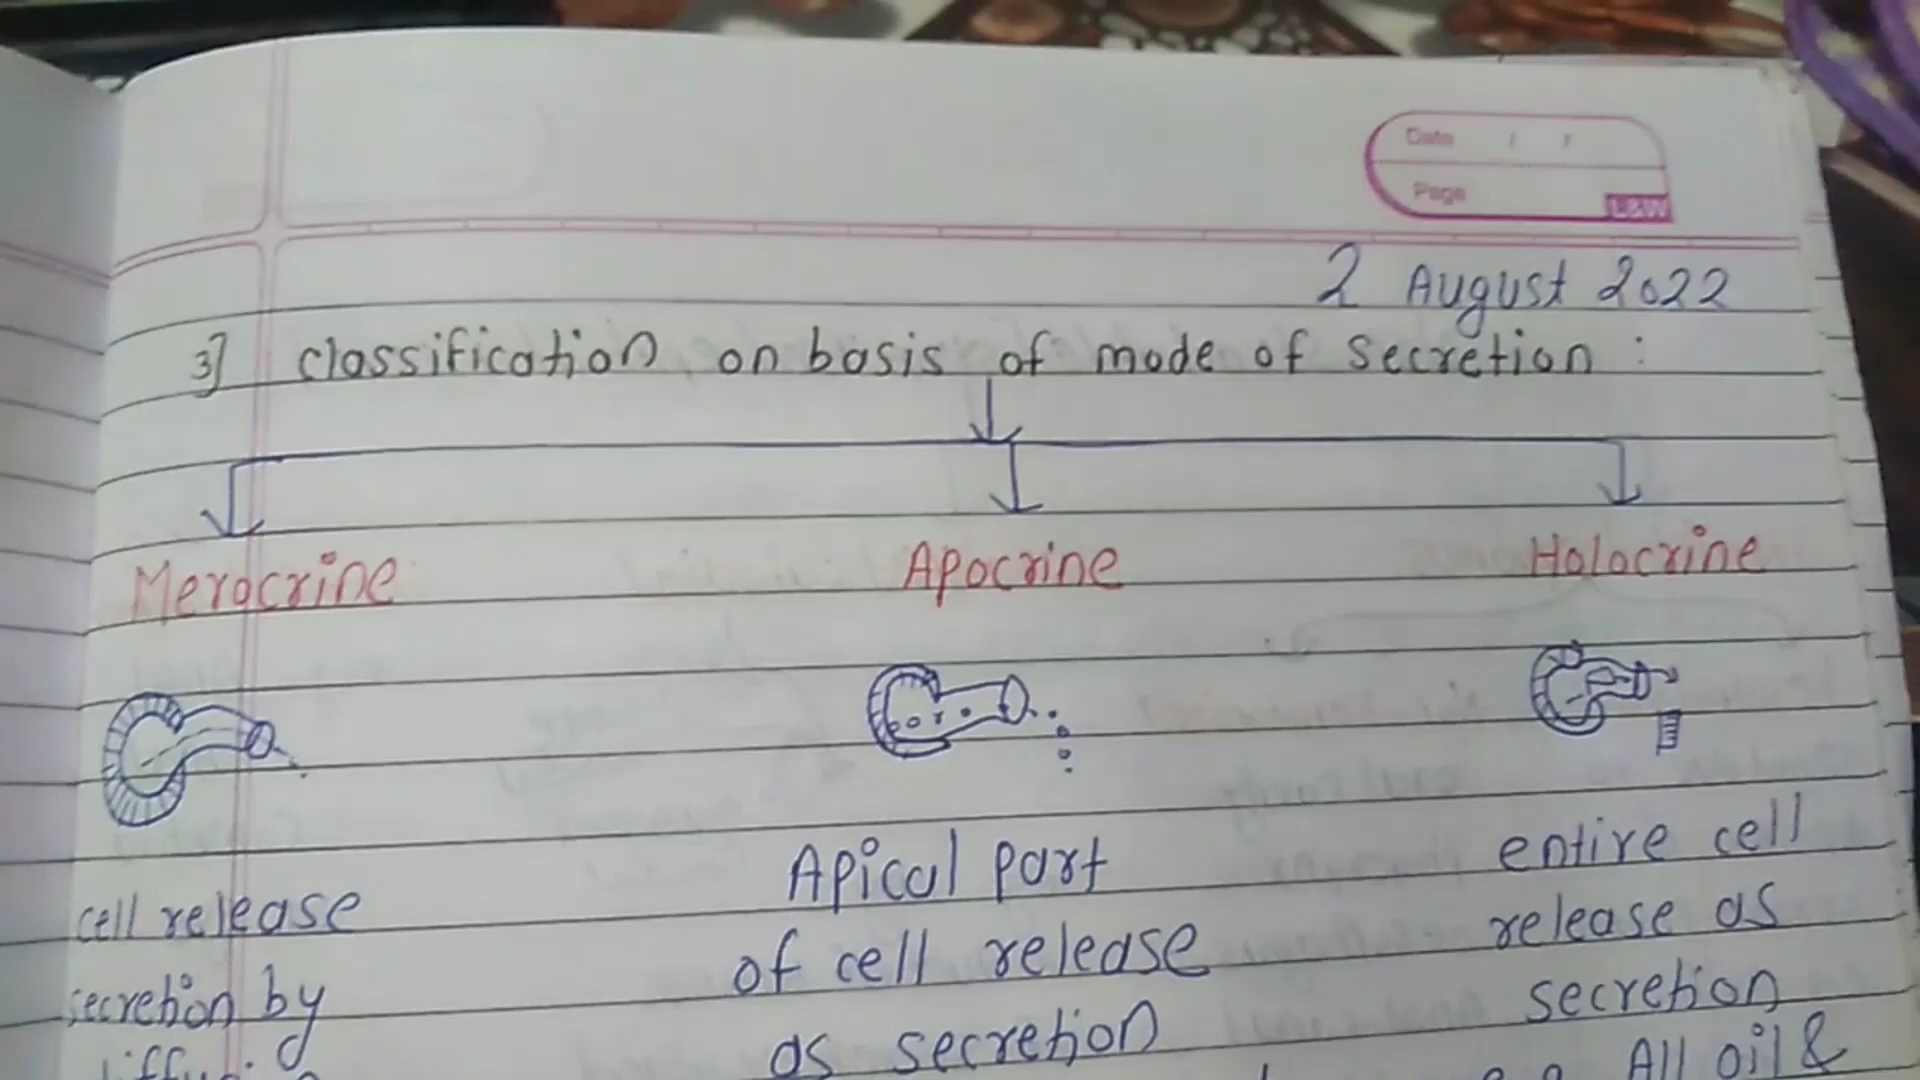 Date / /
Page
L&W
2 August 2022
3] classification on basis of mode of secretion :
Merocrine Apocrine Holocrine
cell release
secretion by
Apical part
of cell release
as secretion
entire cell
release as
secretion
e.g. All oil &